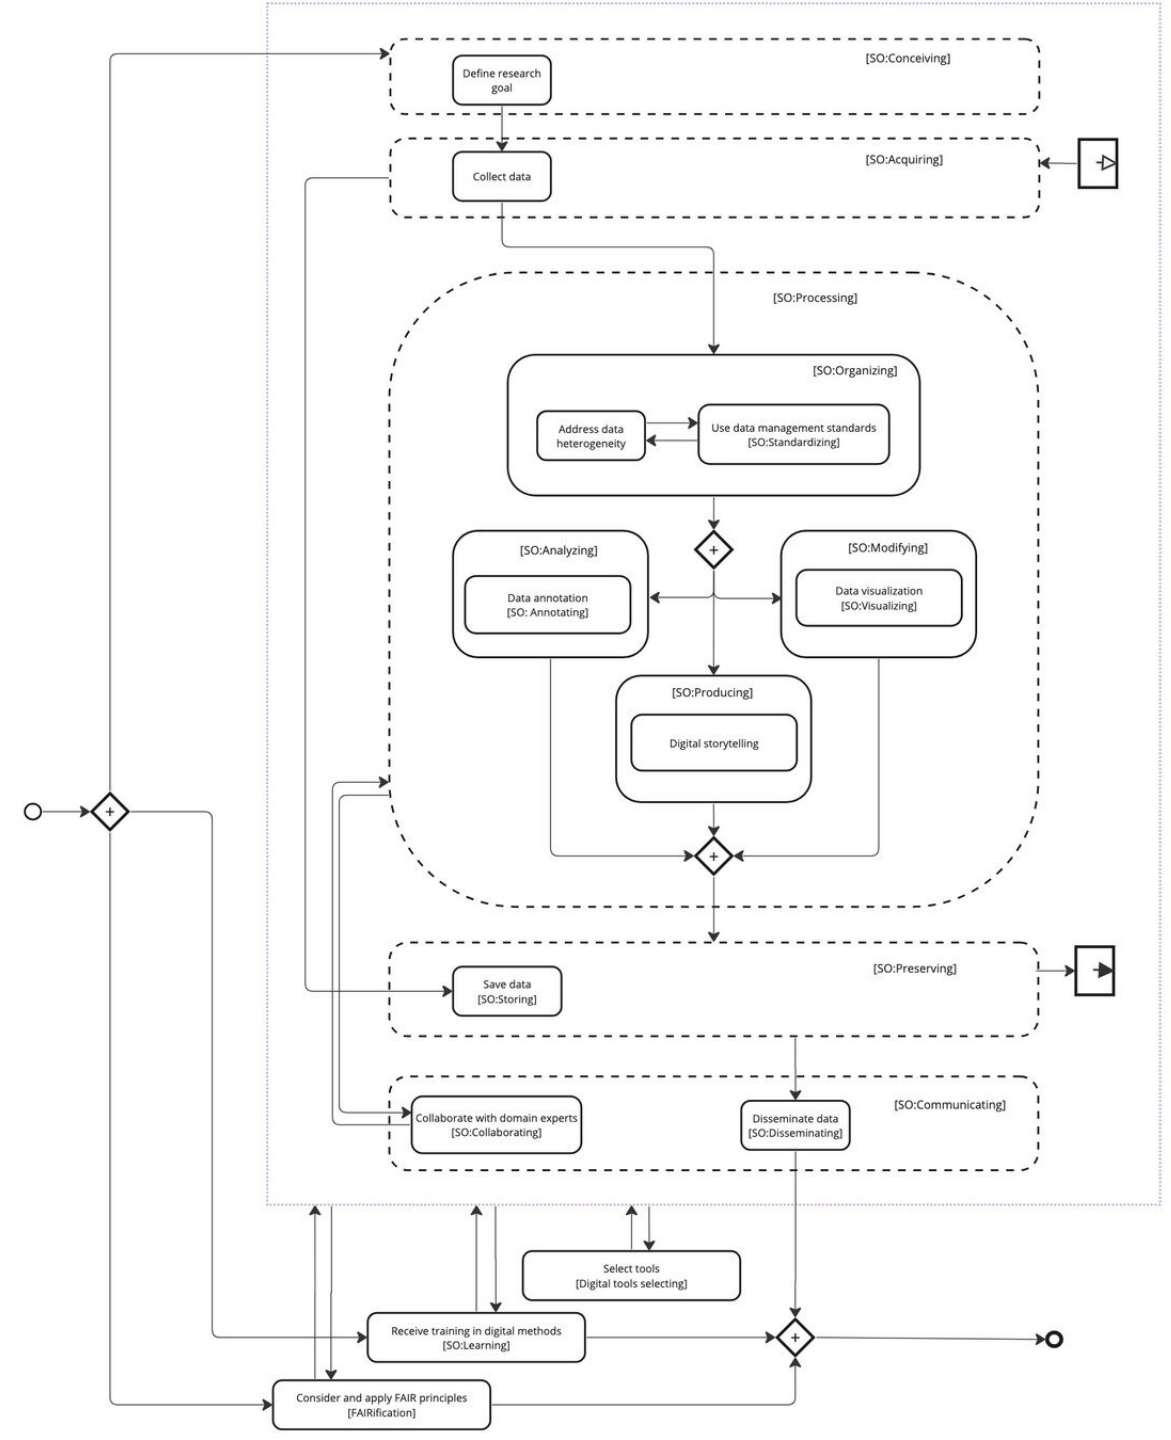 [SO:Conceiving]
Define research
goal
[SO:Acquiring]
Collect data
[SO:Processing]
[SO:Organizing]
Address data
heterogeneity
Use data management standards
[SO:Standardizing]
[SO:Analyzing]
Data annotation
[SO: Annotating]
[SO:Modifying]
Data visualization
[SO:Visualizing]
[SO:Producing]
Digital storytelling
[SO:Preserving]
Save data
[SO:Storing]
[SO:Communicating]
Collaborate with domain experts
[SO:Collaborating]
Disseminate data
[SO:Disseminating]
Select tools
[Digital tools selecting]
Receive training in digital methods
[SO:Learning]
Consider and apply FAIR principles
[FAIRification]